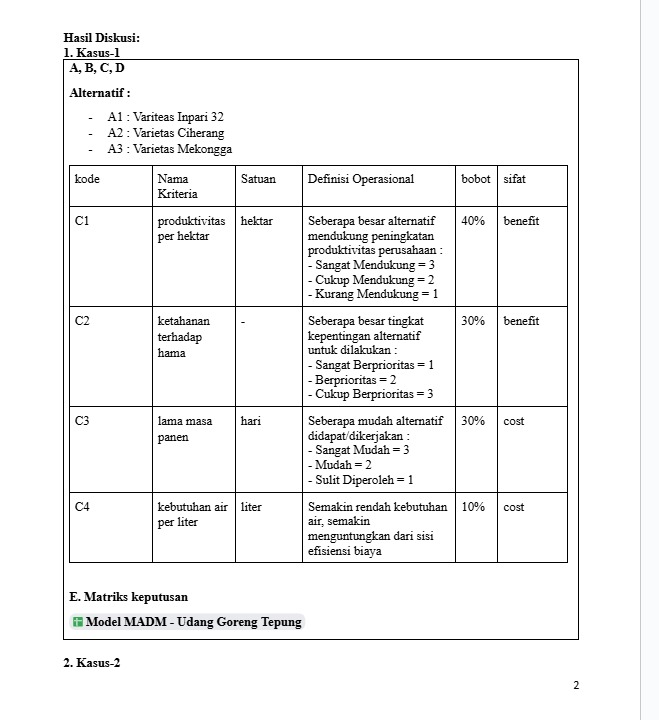 Hasil Diskusi:
1. Kasus-1
A, B, C, D
Alternatif :
- A1 : Variteas Inpari 32
- A2 : Varietas Ciherang
- A3 : Varietas Mekongga
kode
Nama
Kriteria
Satuan
Definisi Operasional
bobot
sifat
C1
produktivitas
per hektar
hektar
Seberapa besar alternatif
mendukung peningkatan
produktivitas perusahaan :
- Sangat Mendukung = 3
- Cukup Mendukung = 2
- Kurang Mendukung = 1
40%
benefit
C2
ketahanan
terhadap
hama
-
Seberapa besar tingkat
kepentingan alternatif
untuk dilakukan :
- Sangat Berprioritas = 1
- Berprioritas = 2
- Cukup Berprioritas = 3
30%
benefit
C3
lama masa
panen
hari
Seberapa mudah alternatif
didapat/dikerjakan :
- Sangat Mudah = 3
- Mudah = 2
- Sulit Diperoleh = 1
30%
cost
C4
kebutuhan air
per liter
liter
Semakin rendah kebutuhan
air, semakin
menguntungkan dari sisi
efisiensi biaya
10%
cost
E. Matriks keputusan
Model MADM - Udang Goreng Tepung
2. Kasus-2
2